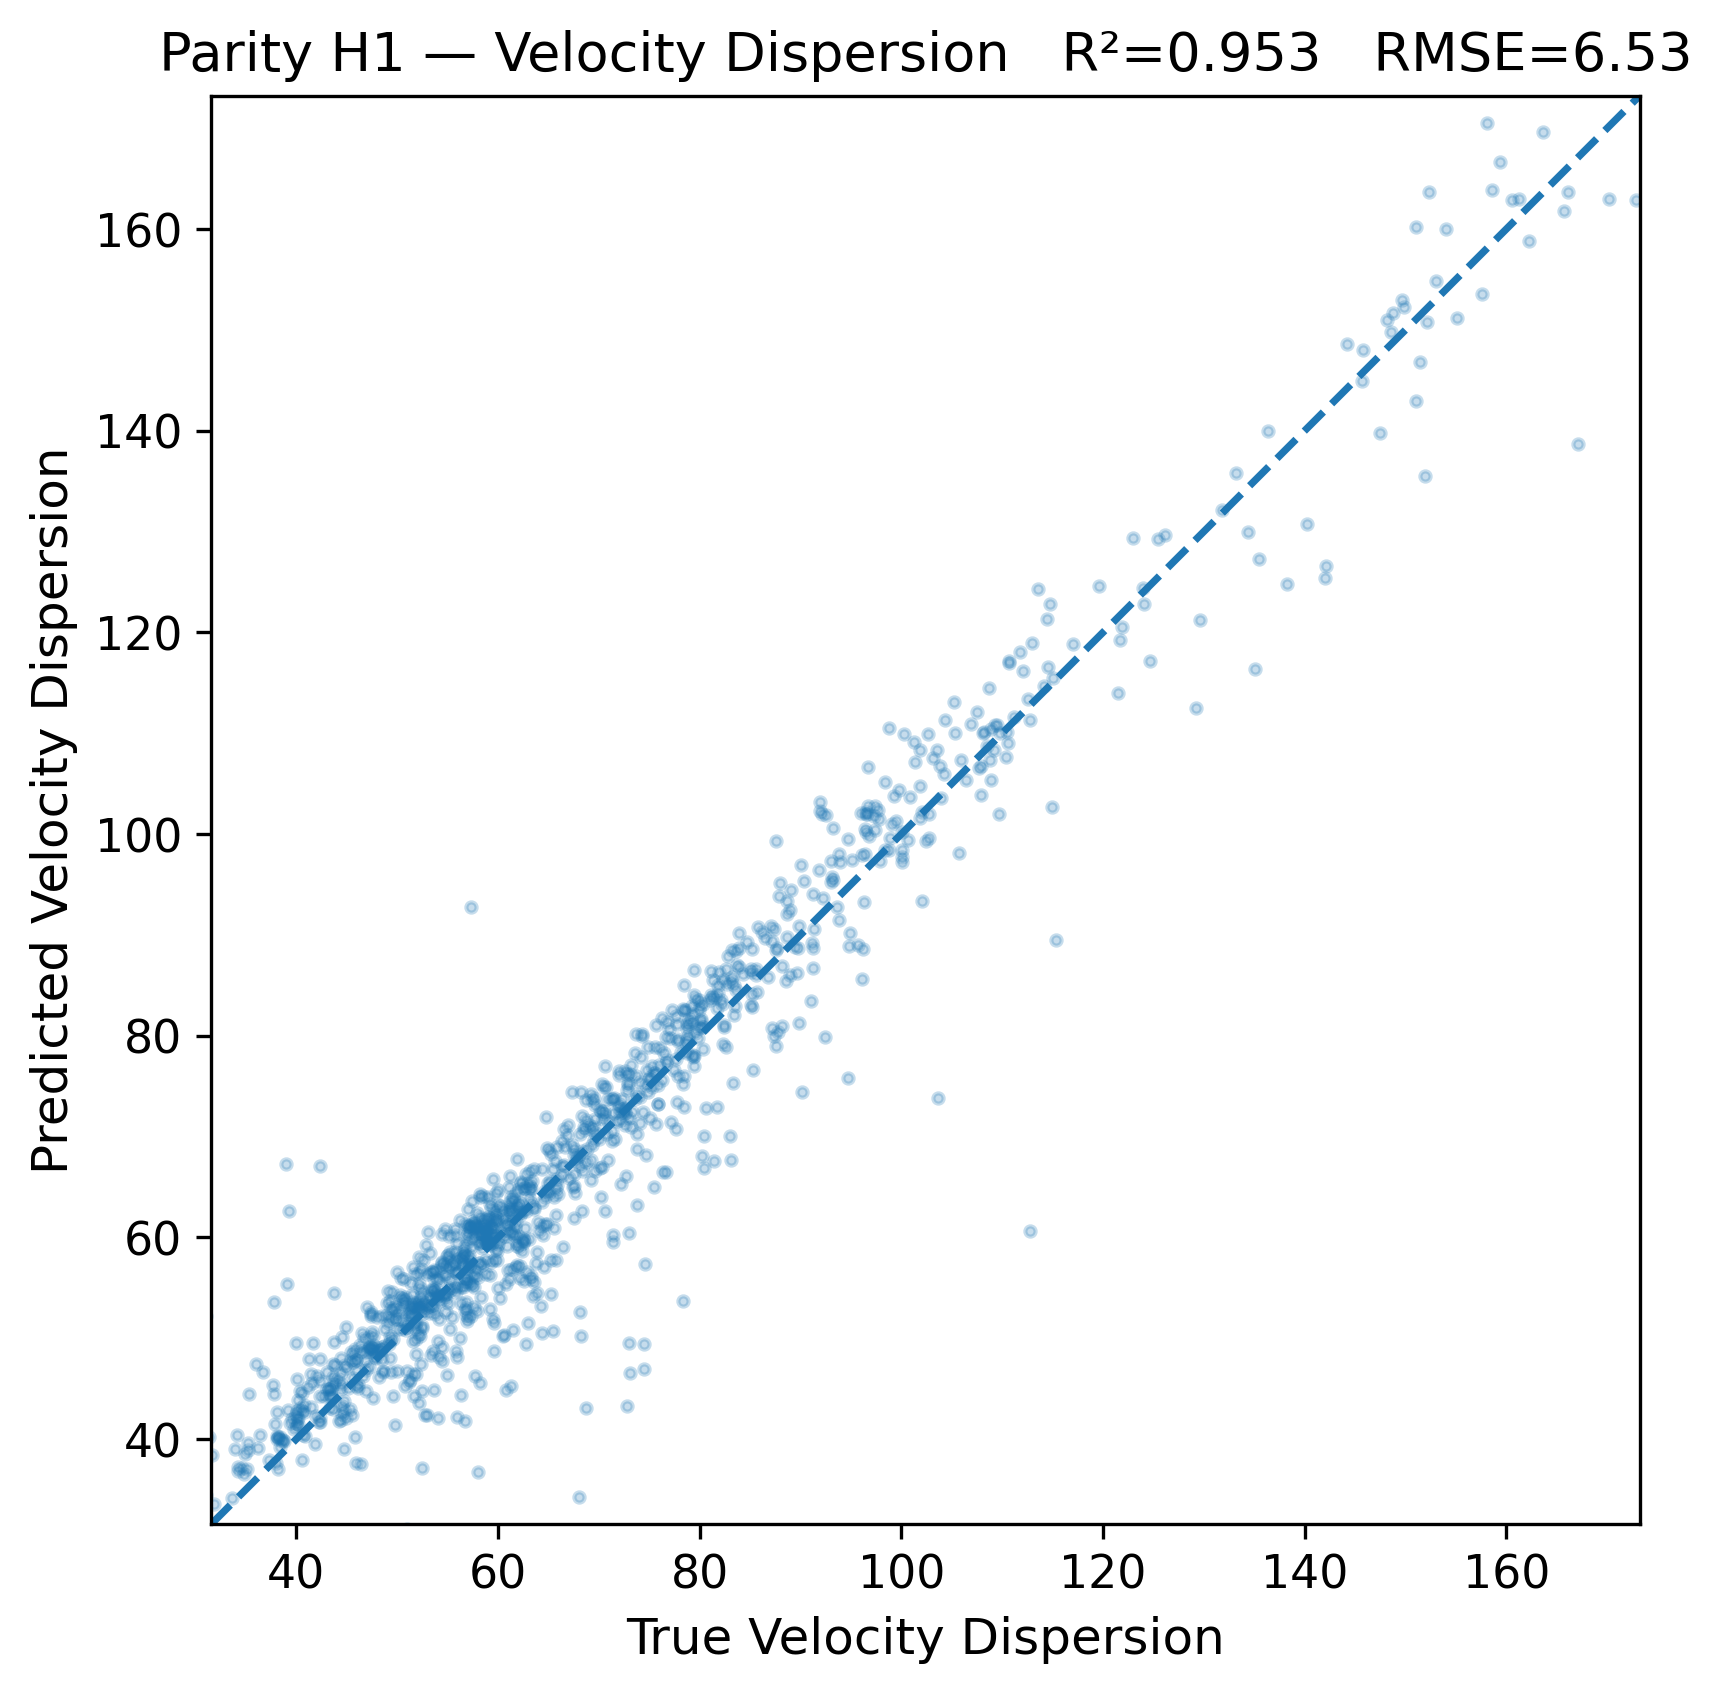 Parity H1 — Velocity Dispersion R²=0.953 RMSE=6.53
Predicted Velocity Dispersion
160
140
120
100
80
60
40
40 60 80 100 120 140 160
True Velocity Dispersion